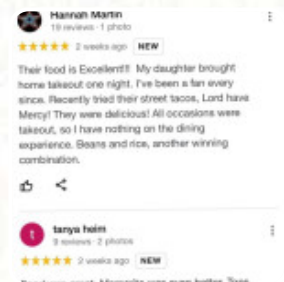 Hannah Martin
19 reviews · 1 photo
★★★★★ 2 weeks ago NEW
Their food is Excellent!! My daughter brought
home takeout one night. I've been a fan every
since. Recently tried their street tacos, Lord have
Mercy! They were delicious! All occasions were
takeout, so I have nothing on the dining
experience. Beans and rice, another winning
combination.
t
tanya heim
9 reviews · 2 photos
★★★★★ 2 weeks ago NEW